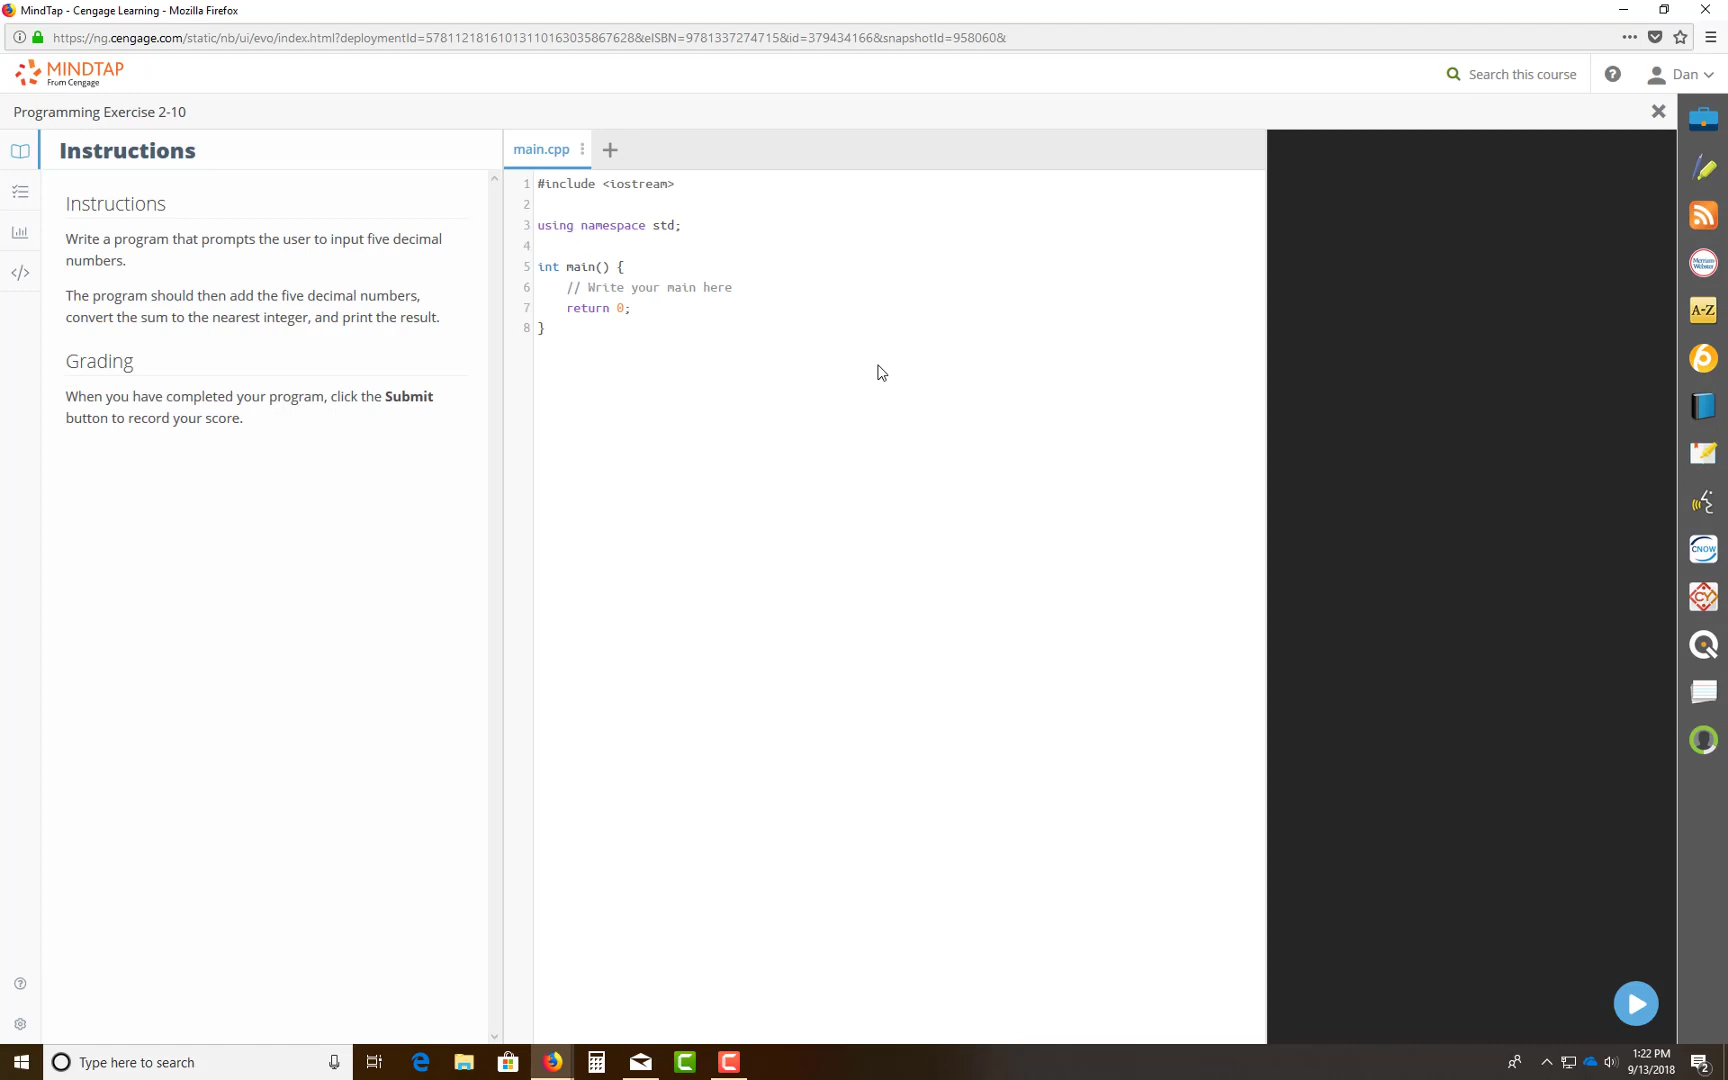 MindTap - Cengage Learning - Mozilla Firefox
https://ng.cengage.com/static/nb/ui/evo/index.html?deploymentId=57811218161013110163035867628&eISBN=9781337274715&id=379434166&snapshotId=958060&
MINDTAP
From Cengage
Search this course
Dan
Programming Exercise 2-10
Instructions
Instructions
Write a program that prompts the user to input five decimal
numbers.
The program should then add the five decimal numbers,
convert the sum to the nearest integer, and print the result.
Grading
When you have completed your program, click the Submit
button to record your score.
main.cpp
1 #include <iostream>
2
3 using namespace std;
4
5 int main() {
6 // Write your main here
7 return 0;
8 }
Merriam-
Webster
A-Z
CNOW
CY
Type here to search
1:22 PM
9/13/2018
2